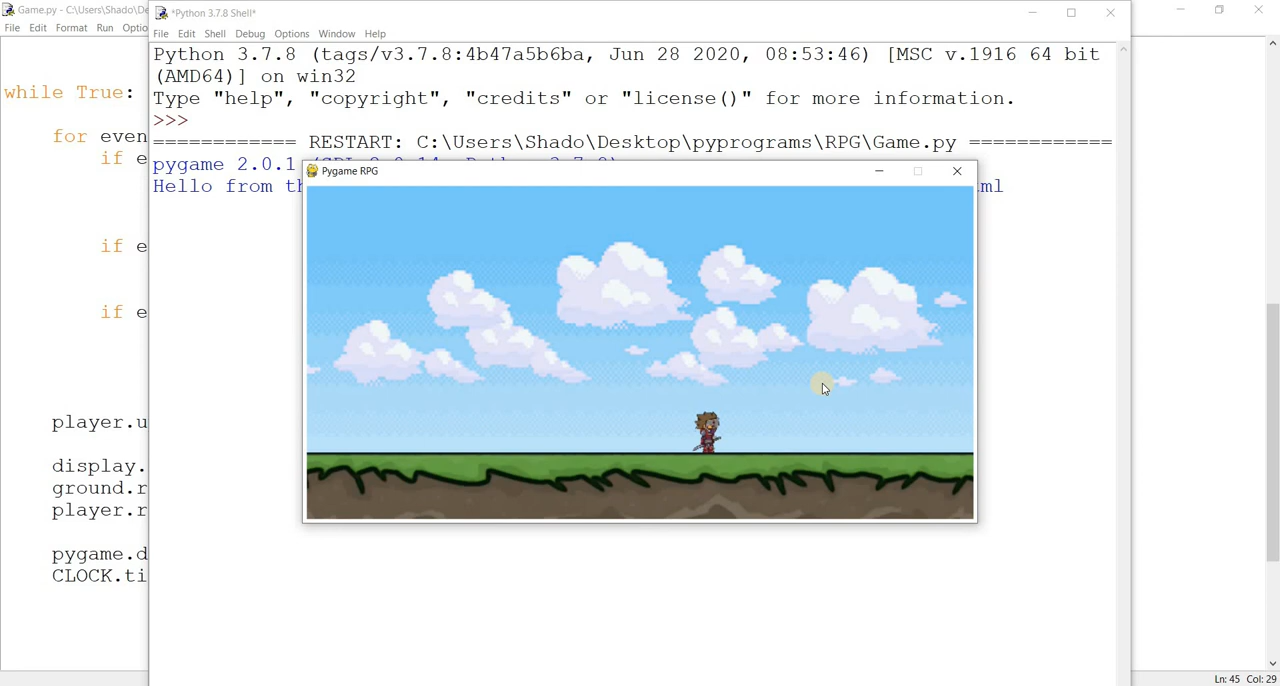 Game.py - C:\Users\Shado\De
File Edit Format Run Optio
while True:
for even
if e
if e
if e
player.u
display.
ground.r
player.r
pygame.d
CLOCK.ti
*Python 3.7.8 Shell*
File Edit Shell Debug Options Window Help
Python 3.7.8 (tags/v3.7.8:4b47a5b6ba, Jun 28 2020, 08:53:46) [MSC v.1916 64 bit
(AMD64)] on win32
Type "help", "copyright", "credits" or "license()" for more information.
>>>
============ RESTART: C:\Users\Shado\Desktop\pyprograms\RPG\Game.py ============
pygame 2.0.1
Hello from th ml
Pygame RPG
Ln: 45 Col: 29